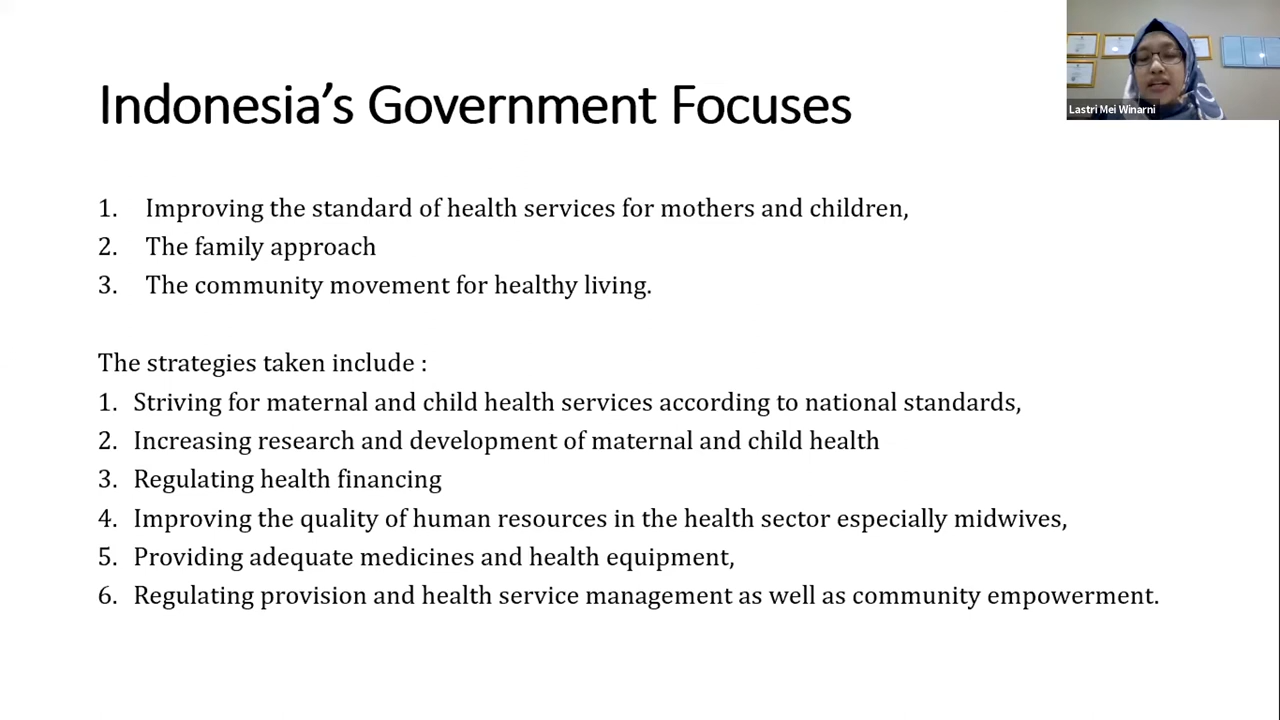 Indonesia's Government Focuses
1. Improving the standard of health services for mothers and children,
2. The family approach
3. The community movement for healthy living.
The strategies taken include :
1. Striving for maternal and child health services according to national standards,
2. Increasing research and development of maternal and child health
3. Regulating health financing
4. Improving the quality of human resources in the health sector especially midwives,
5. Providing adequate medicines and health equipment,
6. Regulating provision and health service management as well as community empowerment.
Lastri Mei Winarni